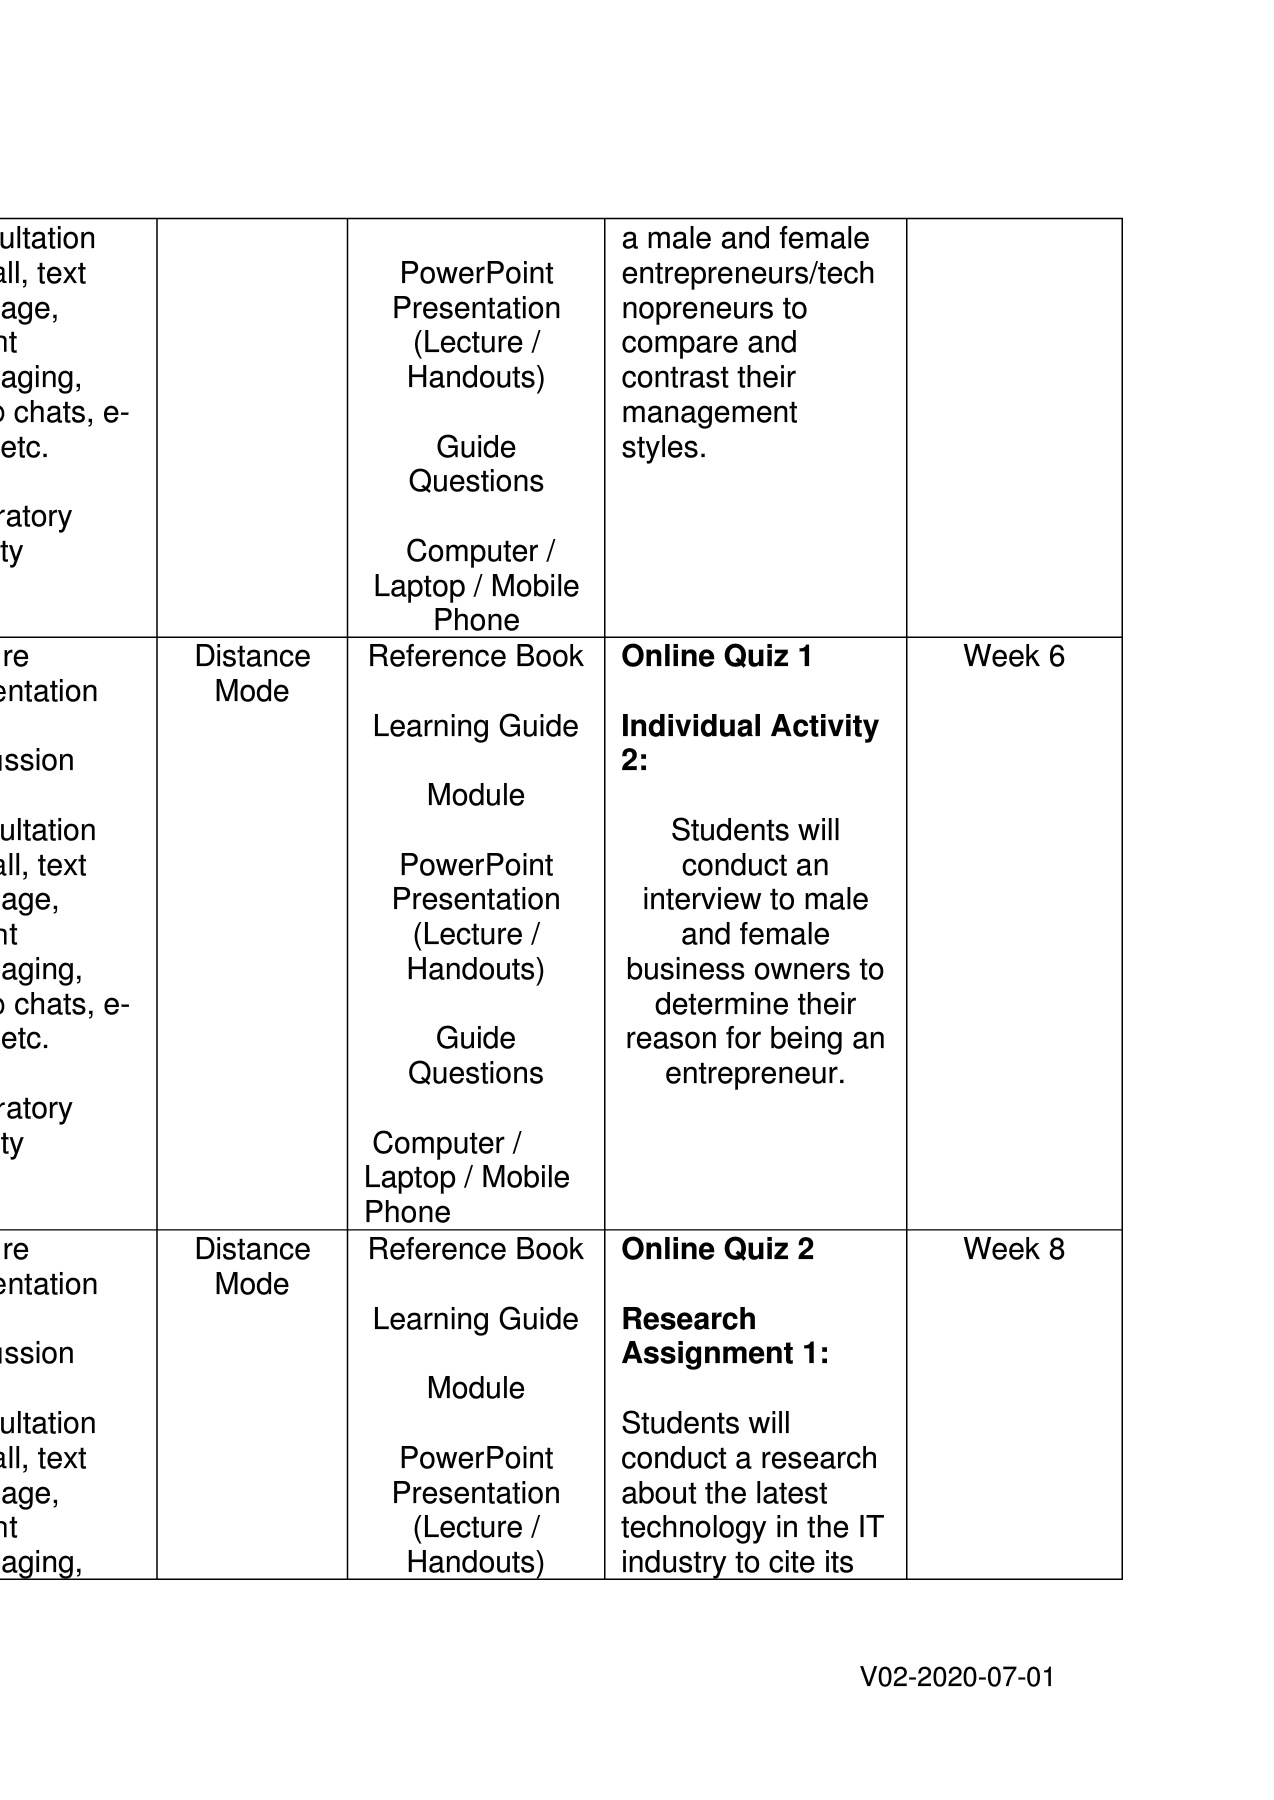 ultation
all, text
age,
nt
aging,
o chats, e-
etc.
ratory
ty
PowerPoint
Presentation
(Lecture /
Handouts)
Guide
Questions
Computer /
Laptop / Mobile
Phone
a male and female
entrepreneurs/tech
nopreneurs to
compare and
contrast their
management
styles.
re
entation
ussion
ultation
all, text
age,
nt
aging,
o chats, e-
etc.
ratory
ty
Distance
Mode
Reference Book
Learning Guide
Module
PowerPoint
Presentation
(Lecture /
Handouts)
Guide
Questions
Computer /
Laptop / Mobile
Phone
Online Quiz 1
Individual Activity
2:
Students will
conduct an
interview to male
and female
business owners to
determine their
reason for being an
entrepreneur.
Week 6
re
entation
ussion
ultation
all, text
age,
nt
aging,
Distance
Mode
Reference Book
Learning Guide
Module
PowerPoint
Presentation
(Lecture /
Handouts)
Online Quiz 2
Research
Assignment 1:
Students will
conduct a research
about the latest
technology in the IT
industry to cite its
Week 8
V02-2020-07-01